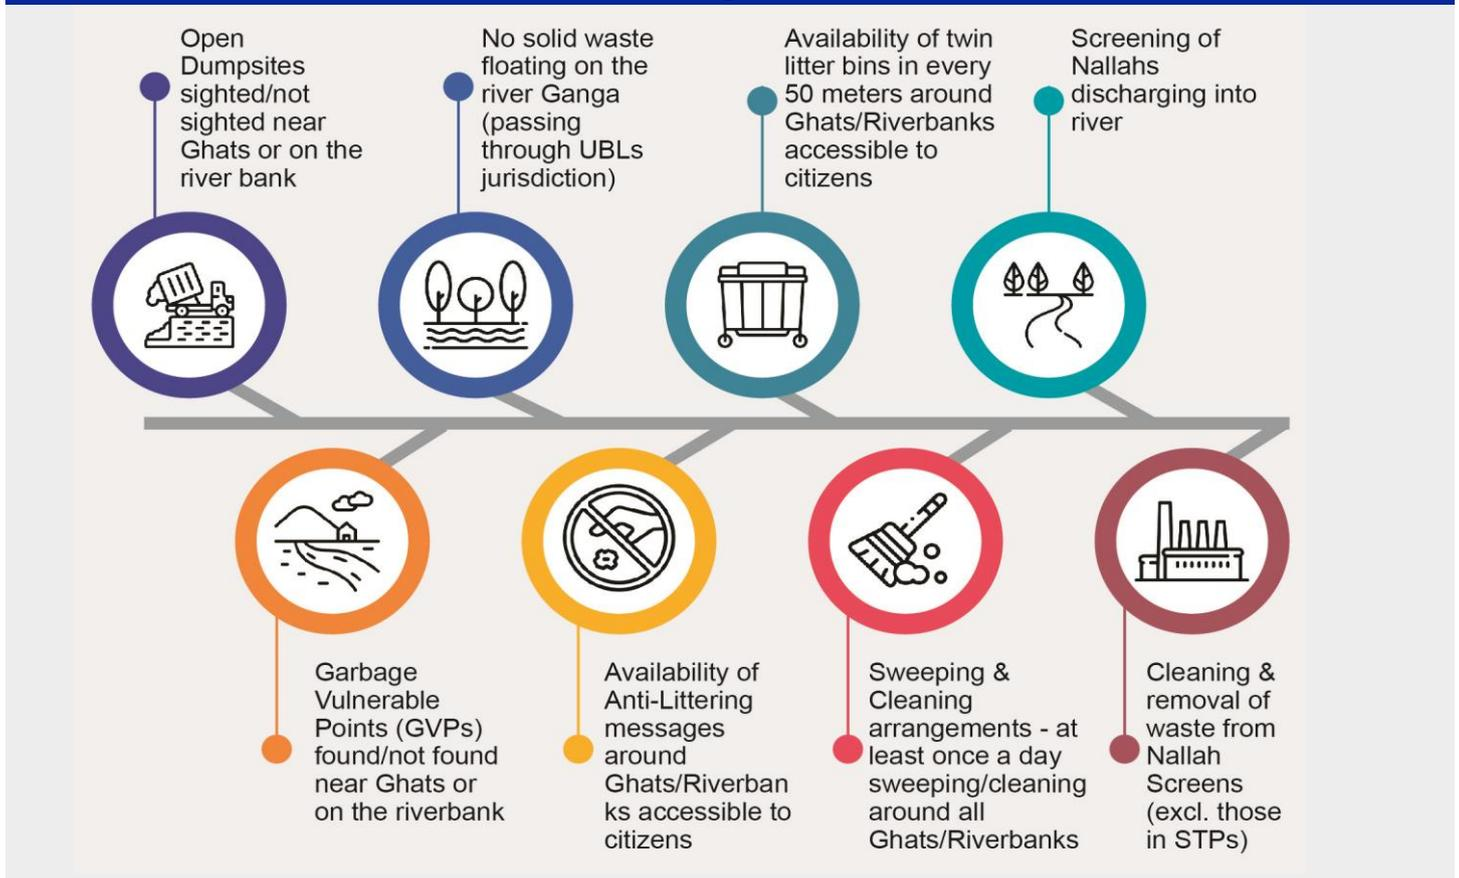 Open
Dumpsites
sighted/not
sighted near
Ghats or on the
river bank
No solid waste
floating on the
river Ganga
(passing
through UBLs
jurisdiction)
Availability of twin
litter bins in every
50 meters around
Ghats/Riverbanks
accessible to
citizens
Screening of
Nallahs
discharging into
river
Garbage
Vulnerable
Points (GVPs)
found/not found
near Ghats or
on the riverbank
Availability of
Anti-Littering
messages
around
Ghats/Riverban
ks accessible to
citizens
Sweeping &
Cleaning
arrangements - at
least once a day
sweeping/cleaning
around all
Ghats/Riverbanks
Cleaning &
removal of
waste from
Nallah
Screens
(excl. those
in STPs)